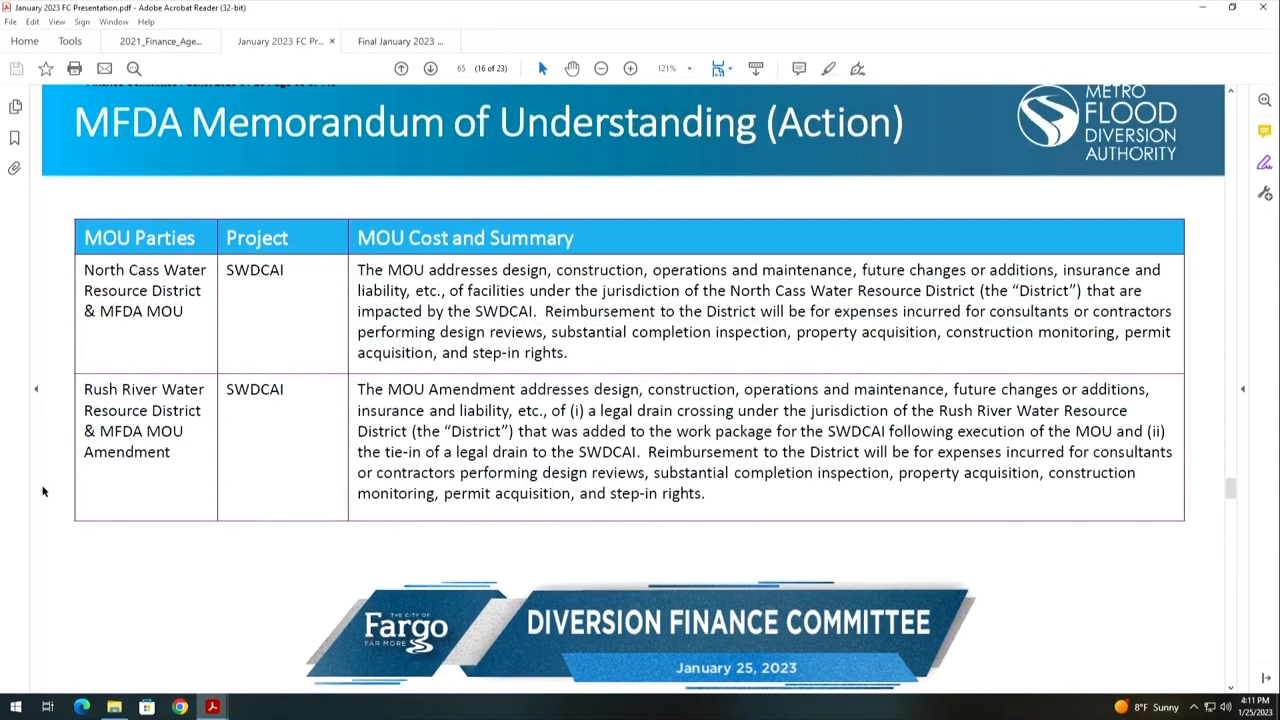 January 2023 FC Presentation.pdf - Adobe Acrobat Reader (32-bit)
File Edit View Sign Window Help
Home Tools 2021_Finance_Age... January 2023 FC Pr... × Final January 2023 ...
65 (16 of 23) 121%
MFDA Memorandum of Understanding (Action)
METRO
FLOOD
DIVERSION
AUTHORITY
MOU Parties Project MOU Cost and Summary
North Cass Water
Resource District
& MFDA MOU
SWDCAI
The MOU addresses design, construction, operations and maintenance, future changes or additions, insurance and
liability, etc., of facilities under the jurisdiction of the North Cass Water Resource District (the “District”) that are
impacted by the SWDCAI. Reimbursement to the District will be for expenses incurred for consultants or contractors
performing design reviews, substantial completion inspection, property acquisition, construction monitoring, permit
acquisition, and step-in rights.
Rush River Water
Resource District
& MFDA MOU
Amendment
SWDCAI
The MOU Amendment addresses design, construction, operations and maintenance, future changes or additions,
insurance and liability, etc., of (i) a legal drain crossing under the jurisdiction of the Rush River Water Resource
District (the “District”) that was added to the work package for the SWDCAI following execution of the MOU and (ii)
the tie-in of a legal drain to the SWDCAI. Reimbursement to the District will be for expenses incurred for consultants
or contractors performing design reviews, substantial completion inspection, property acquisition, construction
monitoring, permit acquisition, and step-in rights.
THE CITY OF
Fargo
FAR MORE
DIVERSION FINANCE COMMITTEE
January 25, 2023
8°F Sunny
4:11 PM
1/25/2023